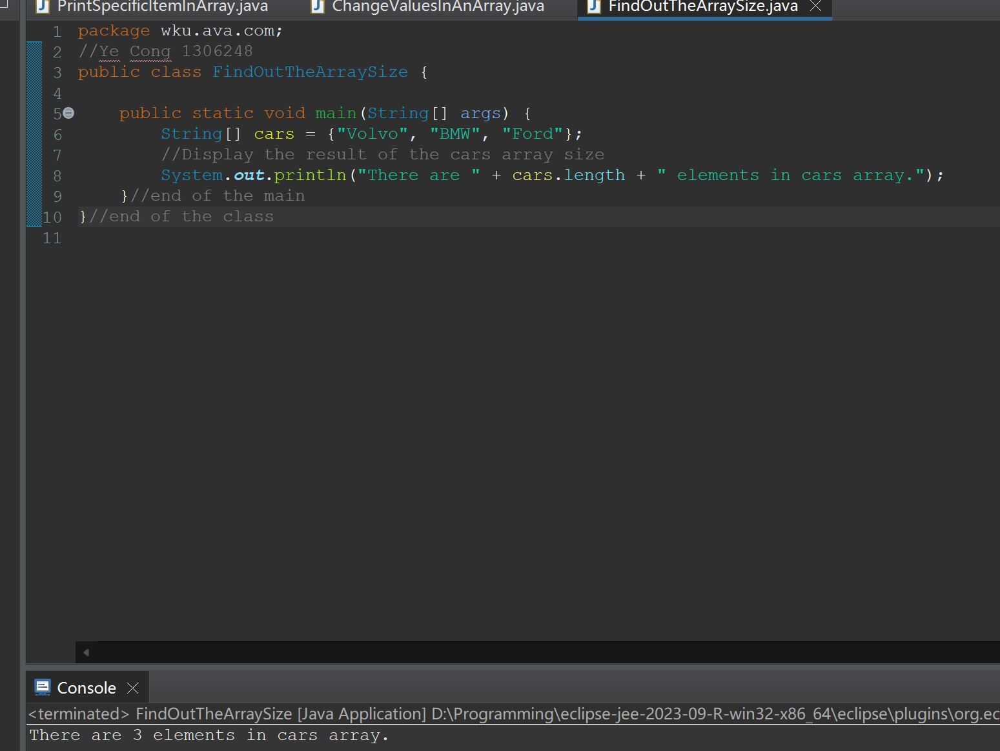 PrintSpecificItemInArray.java ChangeValuesInAnArray.java FindOutTheArraySize.java
1 package wku.ava.com;
2 //Ye Cong 1306248
3 public class FindOutTheArraySize {
4
5 public static void main(String[] args) {
6 String[] cars = {"Volvo", "BMW", "Ford"};
7 //Display the result of the cars array size
8 System.out.println("There are " + cars.length + " elements in cars array.");
9 }//end of the main
10 }//end of the class
11
Console
<terminated> FindOutTheArraySize [Java Application] D:\Programming\eclipse-jee-2023-09-R-win32-x86_64\eclipse\plugins\org.ec
There are 3 elements in cars array.